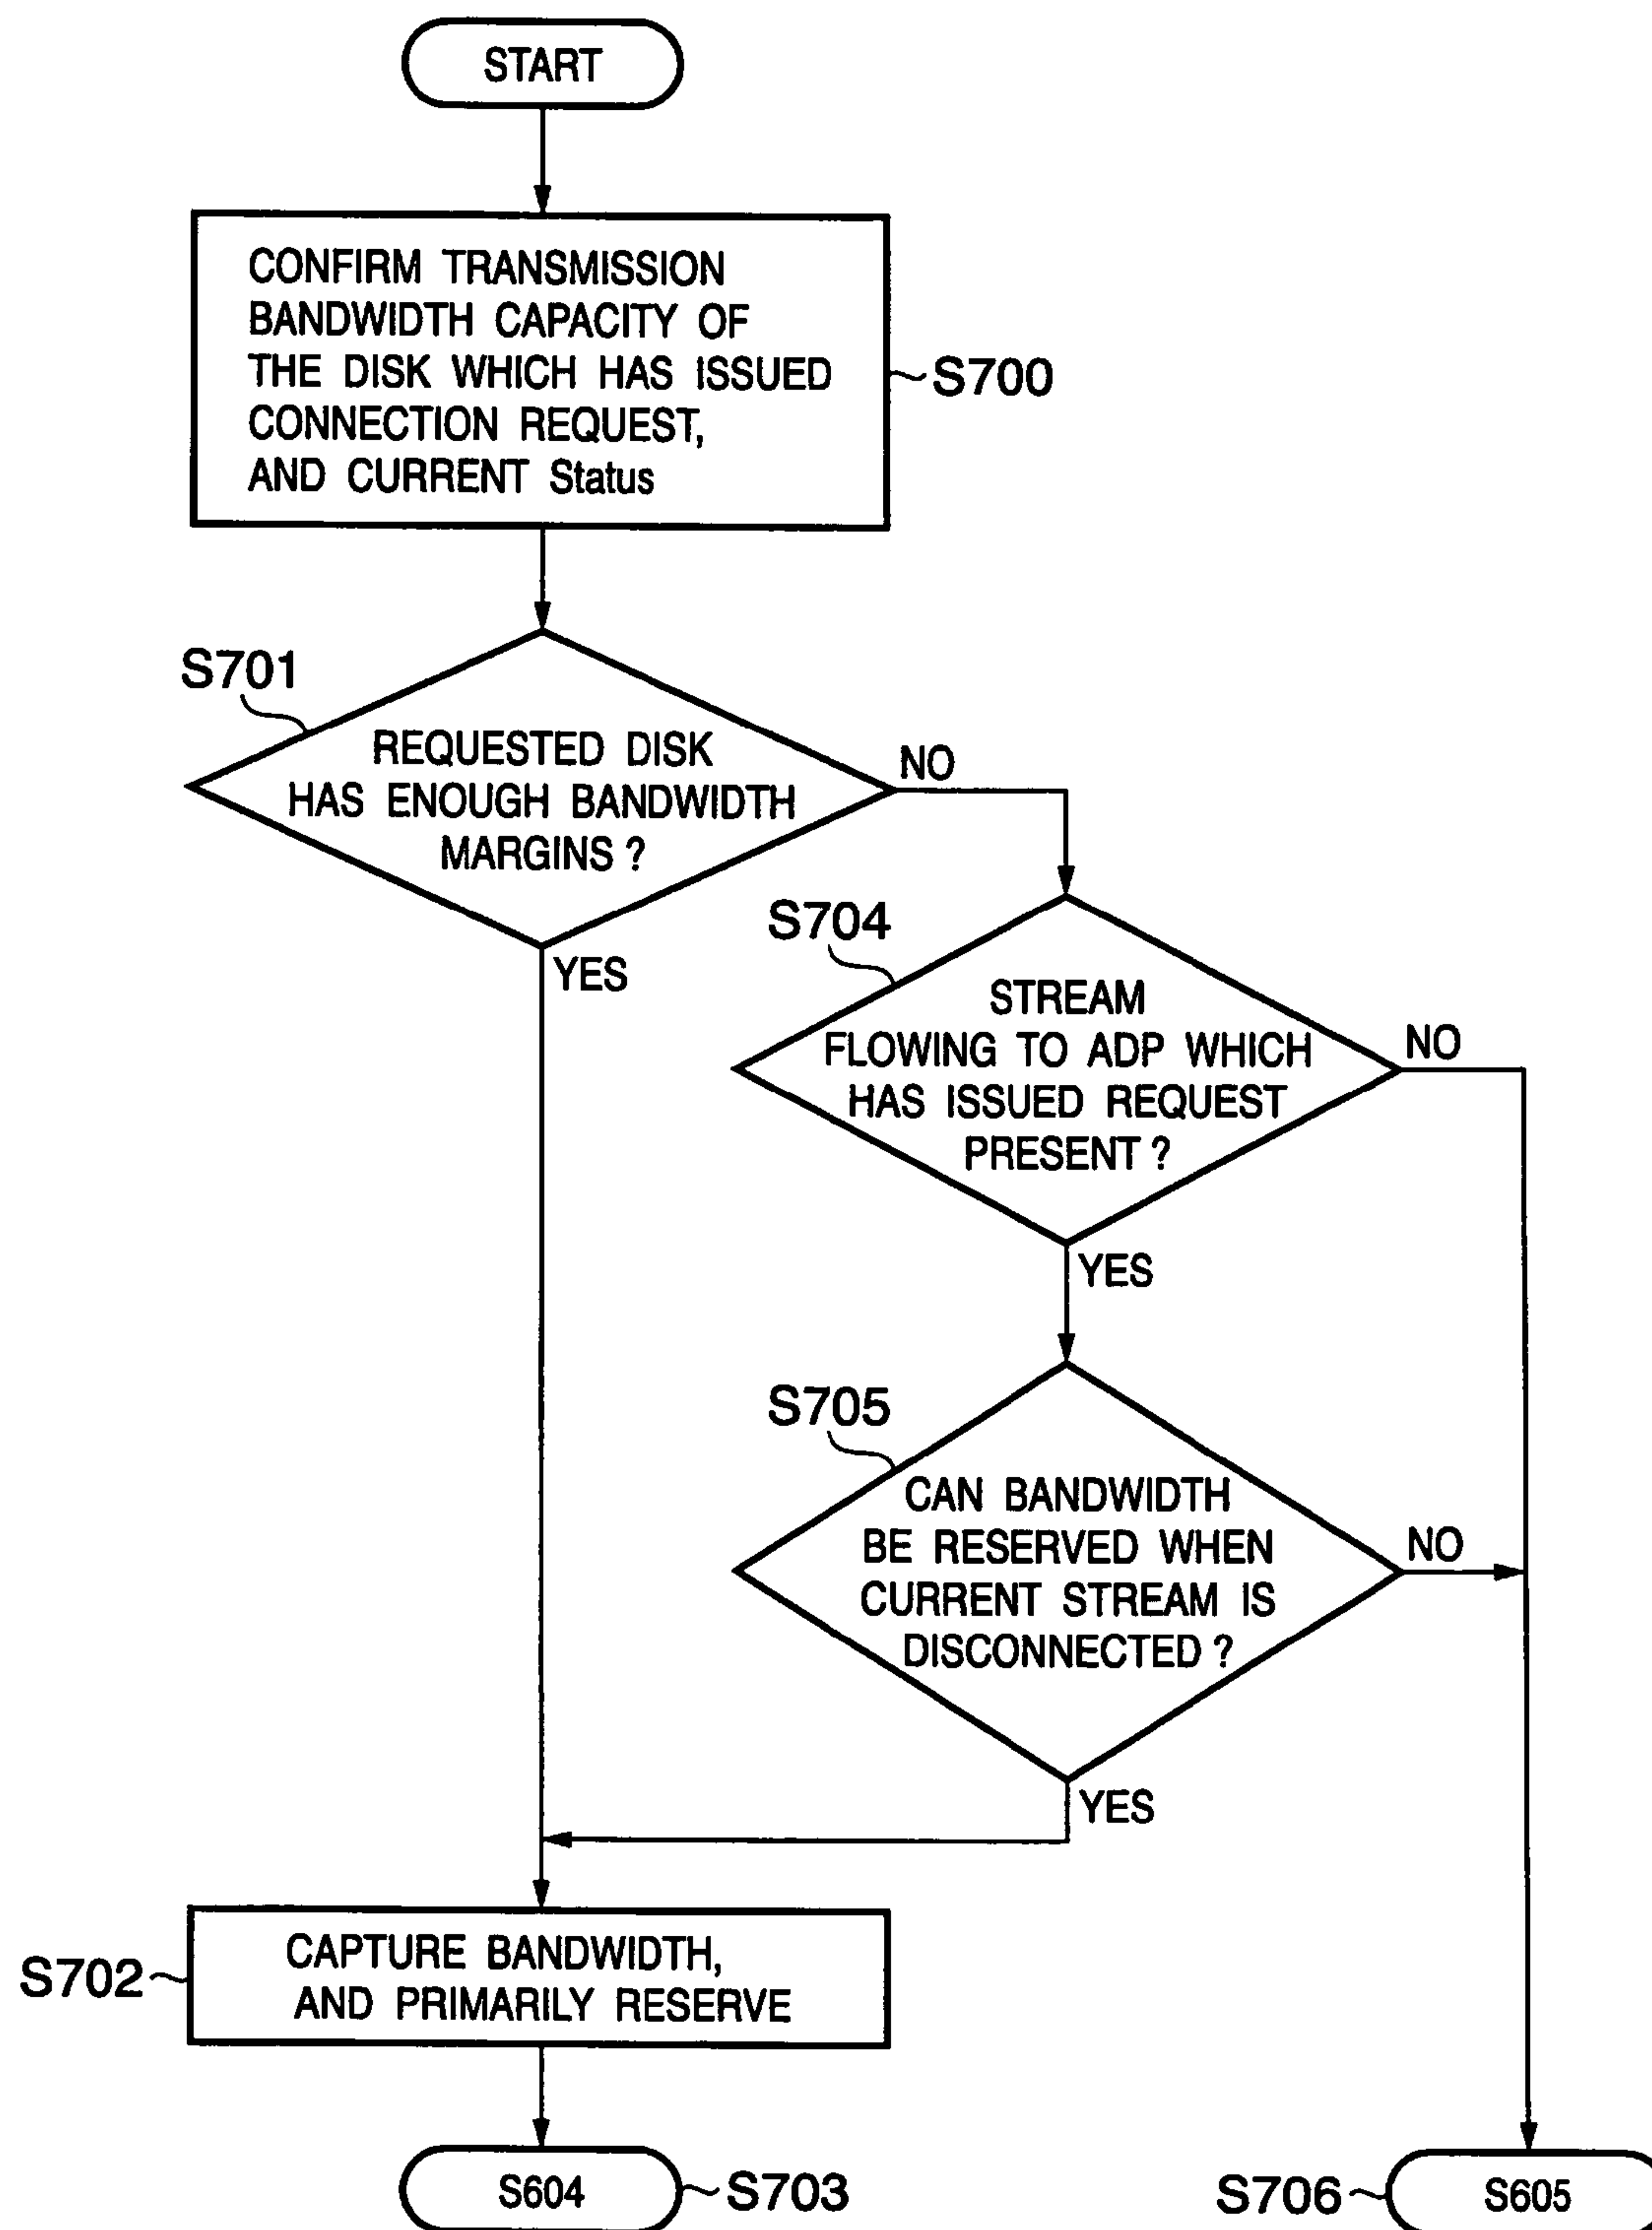 START
CONFIRM TRANSMISSION
BANDWIDTH CAPACITY OF
THE DISK WHICH HAS ISSUED
CONNECTION REQUEST,
AND CURRENT Status
S700
S701
REQUESTED DISK
HAS ENOUGH BANDWIDTH
MARGINS ?
NO
YES
S704
STREAM
FLOWING TO ADP WHICH
HAS ISSUED REQUEST
PRESENT ?
NO
YES
S705
CAN BANDWIDTH
BE RESERVED WHEN
CURRENT STREAM IS
DISCONNECTED ?
NO
YES
S702
CAPTURE BANDWIDTH,
AND PRIMARILY RESERVE
S604
S703
S706
S605